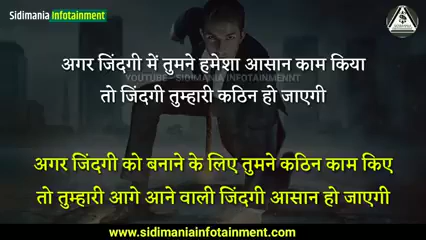 Sidimania Infotainment
अगर जिंदगी में तुमने हमेशा आसान काम किया
YOUTUBE - SIDIMANIA INFOTAINMENNT
तो जिंदगी तुम्हारी कठिन हो जाएगी
अगर जिंदगी को बनाने के लिए तुमने कठिन काम किए
तो तुम्हारी आगे आने वाली जिंदगी आसान हो जाएगी
www.sidimaniainfotainment.com